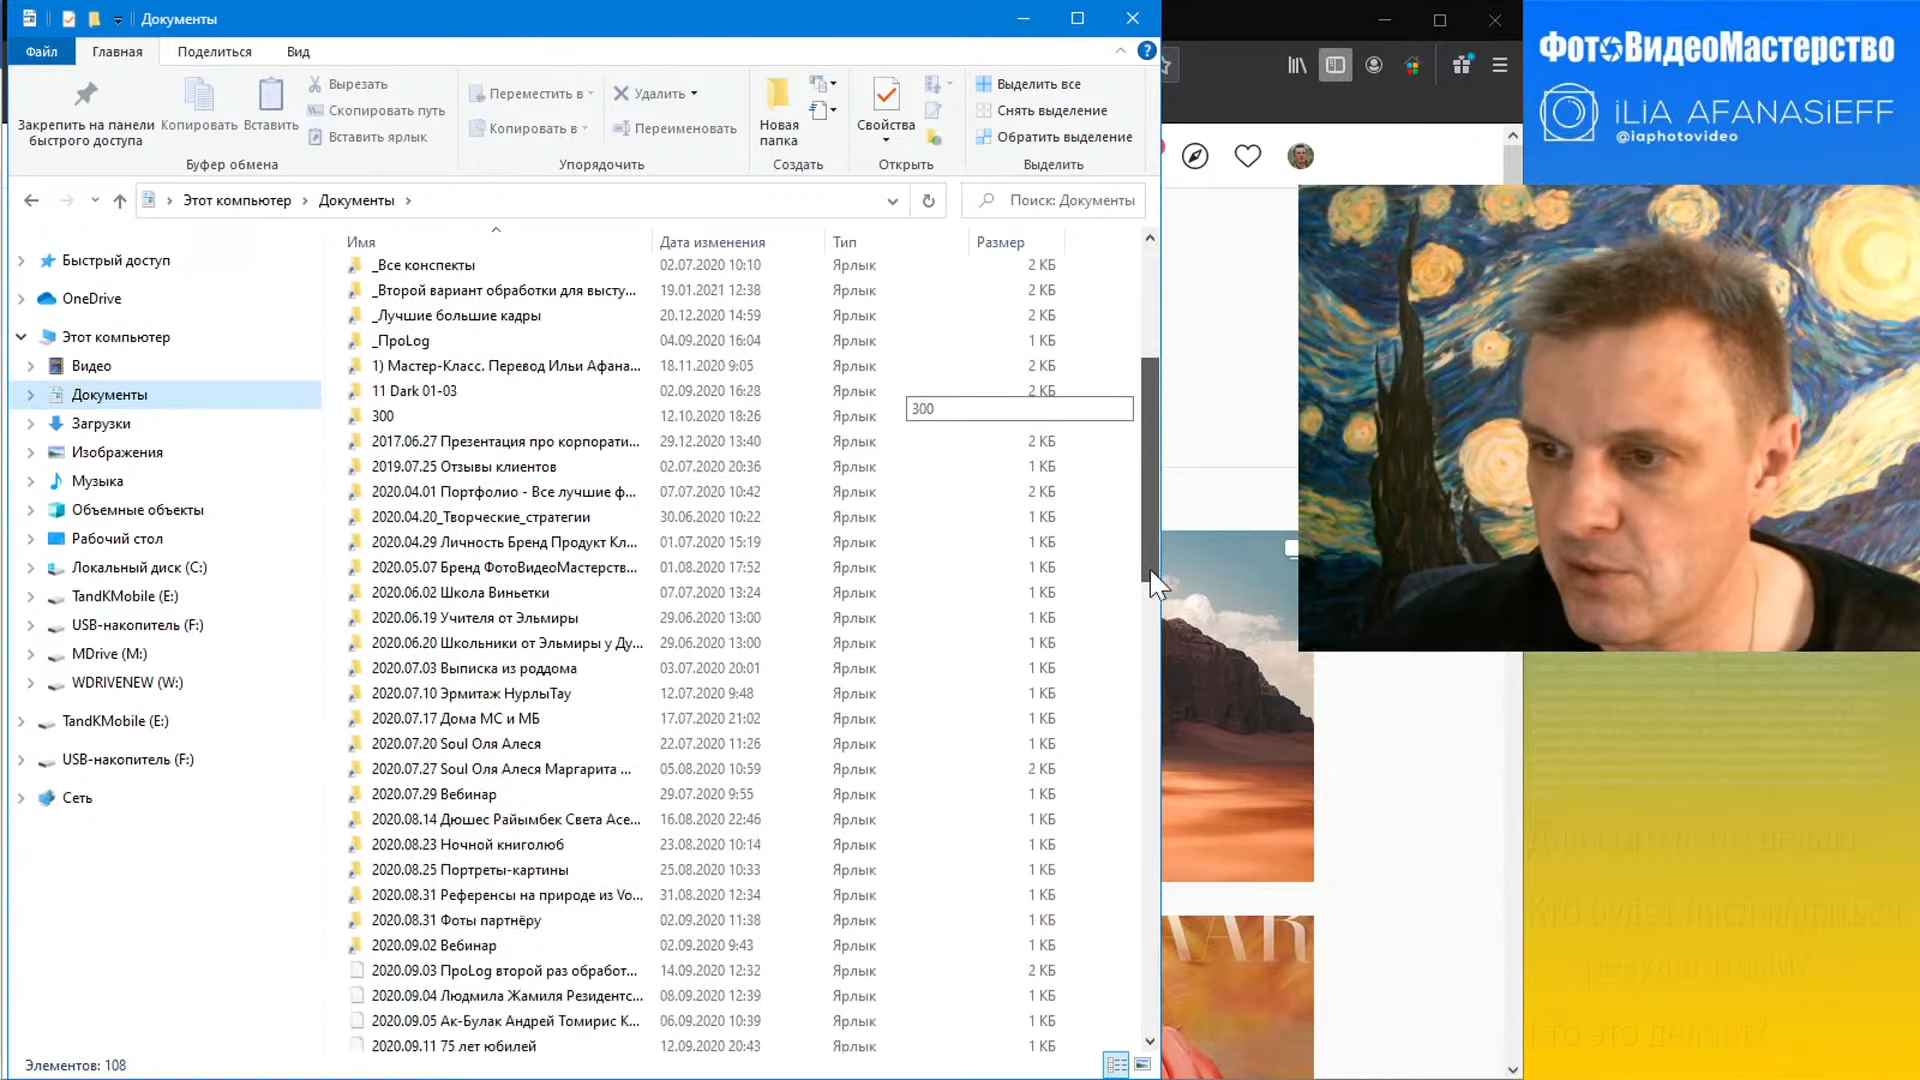 Документы
Файл Главная Поделиться Вид
Закрепить на панели быстрого доступа
Копировать
Вставить
Вырезать
Скопировать путь
Вставить ярлык
Буфер обмена
Переместить в
Копировать в
Удалить
Переименовать
Упорядочить
Новая папка
Создать
Свойства
Открыть
Выделить все
Снять выделение
Обратить выделение
Выделить
Этот компьютер Документы
Поиск: Документы
Быстрый доступ
OneDrive
Этот компьютер
Видео
Документы
Загрузки
Изображения
Музыка
Объемные объекты
Рабочий стол
Локальный диск (C:)
TandKMobile (E:)
USB-накопитель (F:)
MDrive (M:)
WDRIVENEW (W:)
TandKMobile (E:)
USB-накопитель (F:)
Сеть
Имя Дата изменения Тип Размер
_Все конспекты 02.07.2020 10:10 Ярлык 2 КБ
_Второй вариант обработки для высту... 19.01.2021 12:38 Ярлык 2 КБ
_Лучшие большие кадры 20.12.2020 14:59 Ярлык 2 КБ
_ПроLog 04.09.2020 16:04 Ярлык 1 КБ
1) Мастер-Класс. Перевод Ильи Афана... 18.11.2020 9:05 Ярлык 2 КБ
11 Dark 01-03 02.09.2020 16:28 Ярлык 2 КБ
300 12.10.2020 18:26 Ярлык
300
2017.06.27 Презентация про корпорати... 29.12.2020 13:40 Ярлык 2 КБ
2019.07.25 Отзывы клиентов 02.07.2020 20:36 Ярлык 1 КБ
2020.04.01 Портфолио - Все лучшие ф... 07.07.2020 10:42 Ярлык 2 КБ
2020.04.20_Творческие_стратегии 30.06.2020 10:22 Ярлык 1 КБ
2020.04.29 Личность Бренд Продукт Кл... 01.07.2020 15:19 Ярлык 1 КБ
2020.05.07 Бренд ФотоВидеоМастерств... 01.08.2020 17:52 Ярлык 1 КБ
2020.06.02 Школа Виньетки 07.07.2020 13:24 Ярлык 1 КБ
2020.06.19 Учителя от Эльмиры 29.06.2020 13:00 Ярлык 1 КБ
2020.06.20 Школьники от Эльмиры у Ду... 29.06.2020 13:00 Ярлык 1 КБ
2020.07.03 Выписка из роддома 03.07.2020 20:01 Ярлык 1 КБ
2020.07.10 Эрмитаж НурлыТау 12.07.2020 9:48 Ярлык 1 КБ
2020.07.17 Дома МС и МБ 17.07.2020 21:02 Ярлык 1 КБ
2020.07.20 Soul Оля Алеся 22.07.2020 11:26 Ярлык 1 КБ
2020.07.27 Soul Оля Алеся Маргарита ... 05.08.2020 10:59 Ярлык 2 КБ
2020.07.29 Вебинар 29.07.2020 9:55 Ярлык 1 КБ
2020.08.14 Дюшес Райымбек Света Асе... 16.08.2020 22:46 Ярлык 1 КБ
2020.08.23 Ночной книголюб 23.08.2020 10:14 Ярлык 1 КБ
2020.08.25 Портреты-картины 25.08.2020 10:33 Ярлык 1 КБ
2020.08.31 Референсы на природе из Vo... 31.08.2020 12:34 Ярлык 1 КБ
2020.08.31 Фоты партнёру 02.09.2020 11:38 Ярлык 1 КБ
2020.09.02 Вебинар 02.09.2020 9:43 Ярлык 1 КБ
2020.09.03 ПроLog второй раз обработ... 14.09.2020 12:32 Ярлык 2 КБ
2020.09.04 Людмила Жамиля Резидентс... 08.09.2020 12:39 Ярлык 1 КБ
2020.09.05 Ак-Булак Андрей Томирис К... 06.09.2020 10:39 Ярлык 1 КБ
2020.09.11 75 лет юбилей 12.09.2020 20:43 Ярлык 1 КБ
Элементов: 108
ФотоВидеоМастерство
iLiA AFANASiEFF
@iaphotovideo
AAR
Кто будет
Кто это делает?